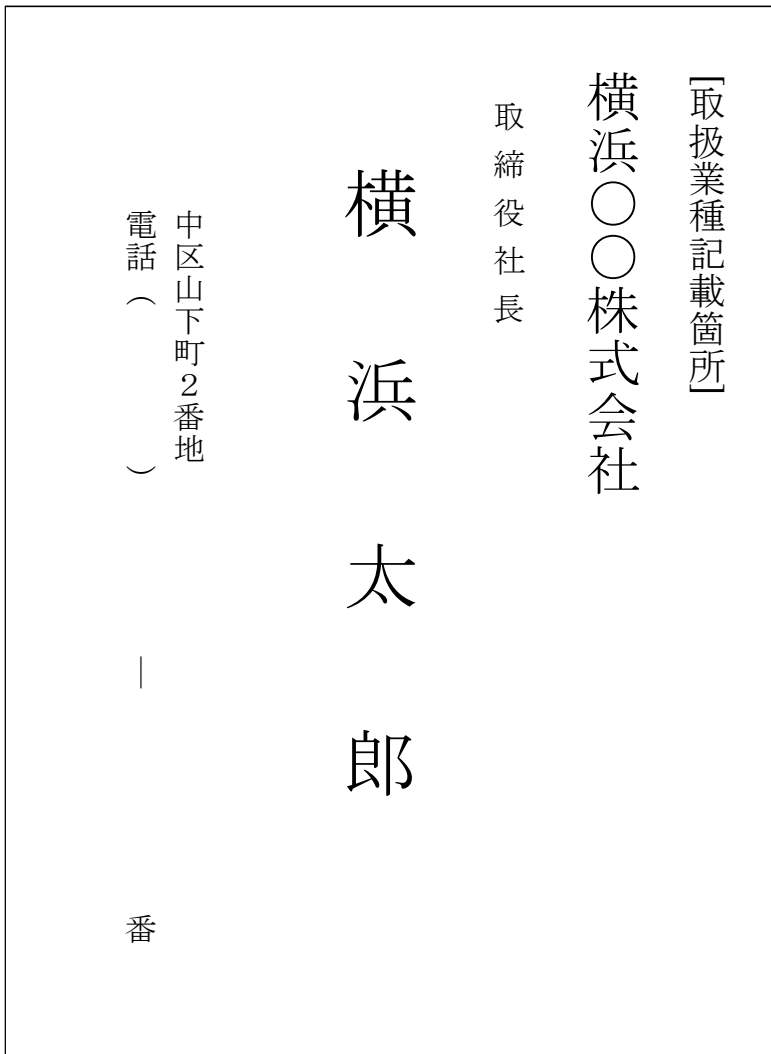 [取扱業種記載箇所]
横浜○○株式会社
取締役社長
横浜太郎
中区山下町２番地
電話（　　　）　　　―　　　番